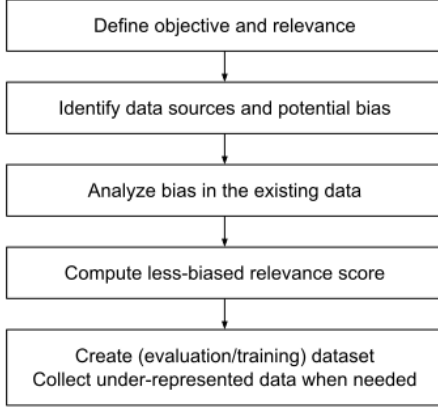 Define objective and relevance
Identify data sources and potential bias
Analyze bias in the existing data
Compute less-biased relevance score
Create (evaluation/training) dataset
Collect under-represented data when needed